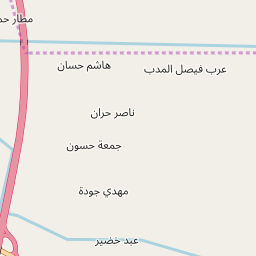 مطار حم
هاشم حسان
عرب فيصل المدب
ناصر حران
جمعة حسون
مهدي جودة
عبد خضير